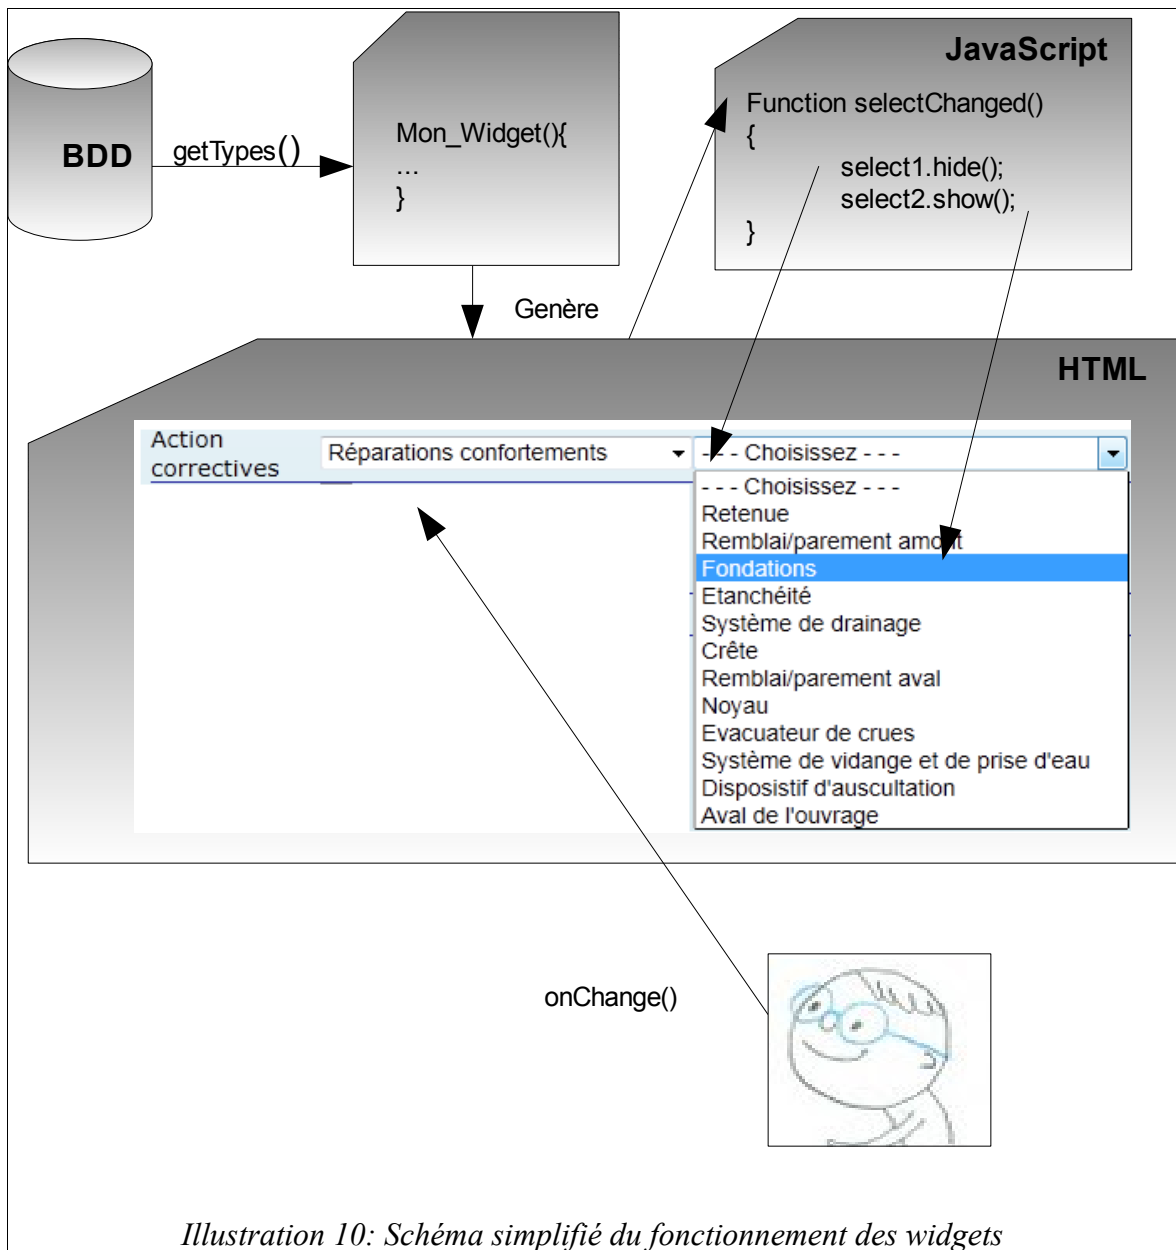 BDD
getTypes()
Mon_Widget(){
...
}
JavaScript
Function selectChanged()
{
select1.hide();
select2.show();
}
Genère
HTML
Action
correctives
Réparations confortements
- - - Choisissez - - -
- - - Choisissez - - -
Retenue
Remblai/parement amont
Fondations
Etanchéité
Système de drainage
Crête
Remblai/parement aval
Noyau
Evacuateur de crues
Système de vidange et de prise d'eau
Disposistif d'auscultation
Aval de l'ouvrage
onChange()
Illustration 10: Schéma simplifié du fonctionnement des widgets